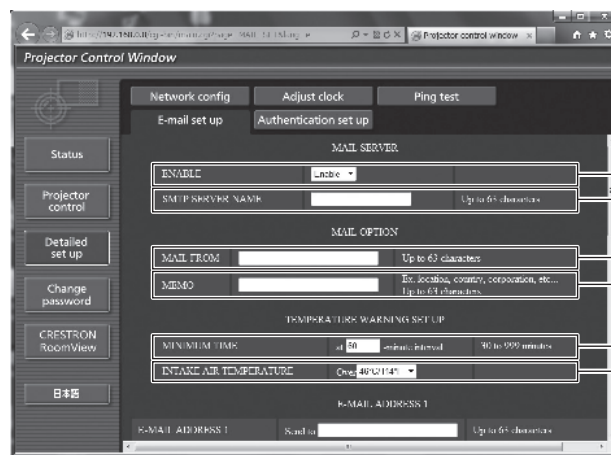 Projector control window ×
Projector Control Window
Network config Adjust clock Ping test
E-mail set up Authentication set up
Status
MAIL SERVER
ENABLE Enable
SMTP SERVER NAME Up to 63 characters
Projector control
MAIL OPTION
Detailed set up
MAIL FROM Up to 63 characters
MEMO Ex. location, country, corporation, etc...
Up to 63 characters
Change password
TEMPERATURE WARNING SET UP
CRESTRON RoomView
MINIMUM TIME at 60 -minute interval 30 to 999 minutes
INTAKE AIR TEMPERATURE Over 46°C/114°F
日本語
E-MAIL ADDRESS 1
E-MAIL ADDRESS 1 Send to Up to 63 characters